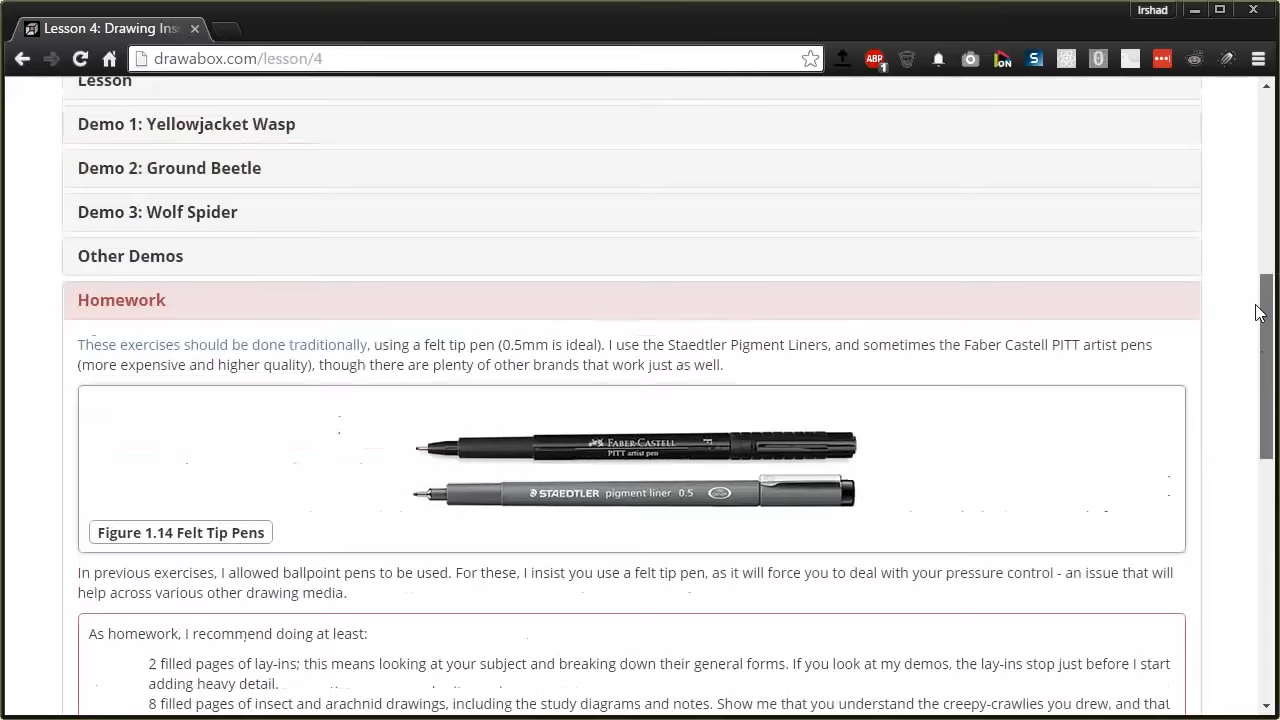 Irshad
Lesson 4: Drawing Ins
drawabox.com/lesson/4
ABP
1
ON
S
Lesson
Demo 1: Yellowjacket Wasp
Demo 2: Ground Beetle
Demo 3: Wolf Spider
Other Demos
Homework
These exercises should be done traditionally, using a felt tip pen (0.5mm is ideal). I use the Staedtler Pigment Liners, and sometimes the Faber Castell PITT artist pens
(more expensive and higher quality), though there are plenty of other brands that work just as well.
FABER-CASTELL F
PITT artist pen
STAEDTLER pigment liner 0.5
Figure 1.14 Felt Tip Pens
In previous exercises, I allowed ballpoint pens to be used. For these, I insist you use a felt tip pen, as it will force you to deal with your pressure control - an issue that will
help across various other drawing media.
As homework, I recommend doing at least:
2 filled pages of lay-ins; this means looking at your subject and breaking down their general forms. If you look at my demos, the lay-ins stop just before I start
adding heavy detail.
8 filled pages of insect and arachnid drawings, including the study diagrams and notes. Show me that you understand the creepy-crawlies you drew, and that